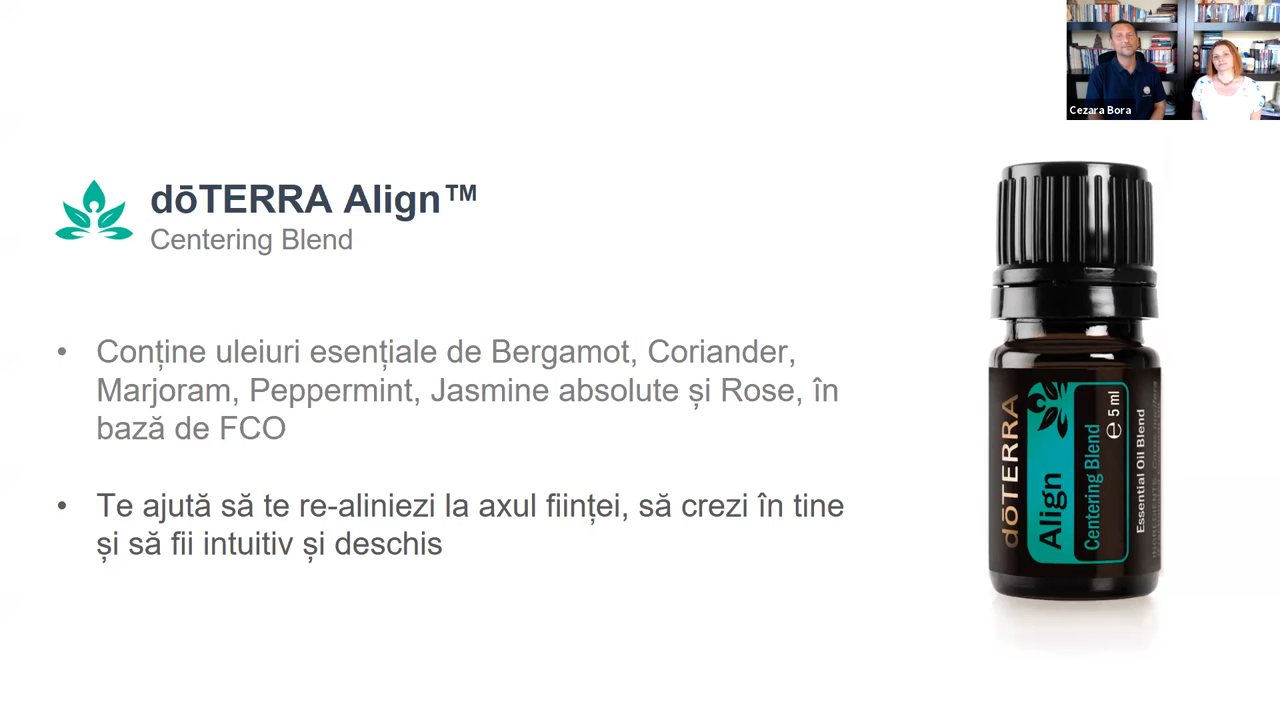 Cezara Bora
dōTERRA Align™
Centering Blend
• Conține uleiuri esențiale de Bergamot, Coriander,
Marjoram, Peppermint, Jasmine absolute și Rose, în
bază de FCO
• Te ajută să te re-aliniezi la axul ființei, să crezi în tine
și să fii intuitiv și deschis
dōTERRA
Align
Centering Blend
℮ 5 ml
Essential Oil Blend